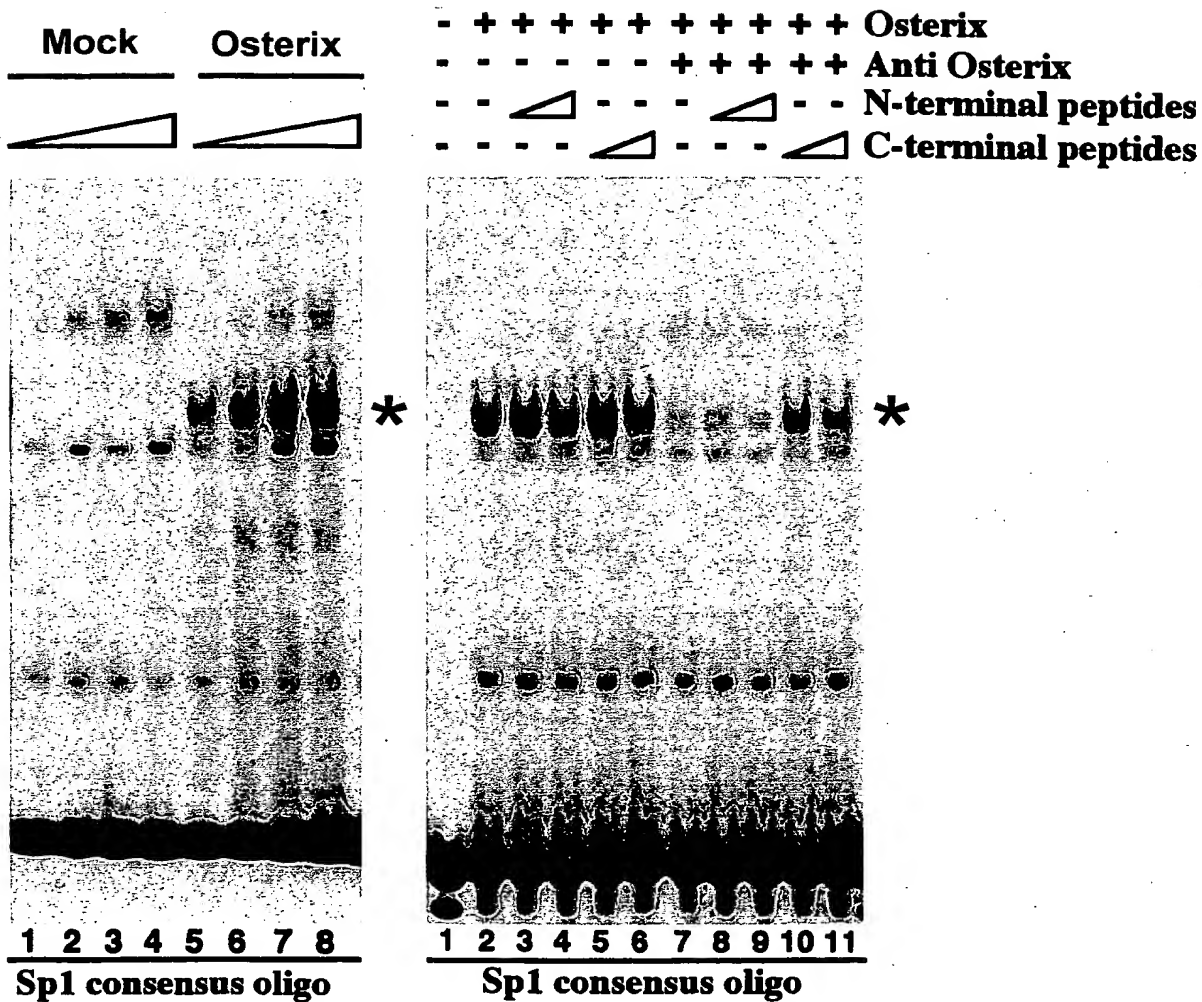 Mock Osterix
- + + + + + + + + + + Osterix
- - - - - - + + + + + Anti Osterix
- - - - - - - - N-terminal peptides
- - - - - - - - C-terminal peptides
* *
1 2 3 4 5 6 7 8
Sp1 consensus oligo
1 2 3 4 5 6 7 8 9 10 11
Sp1 consensus oligo